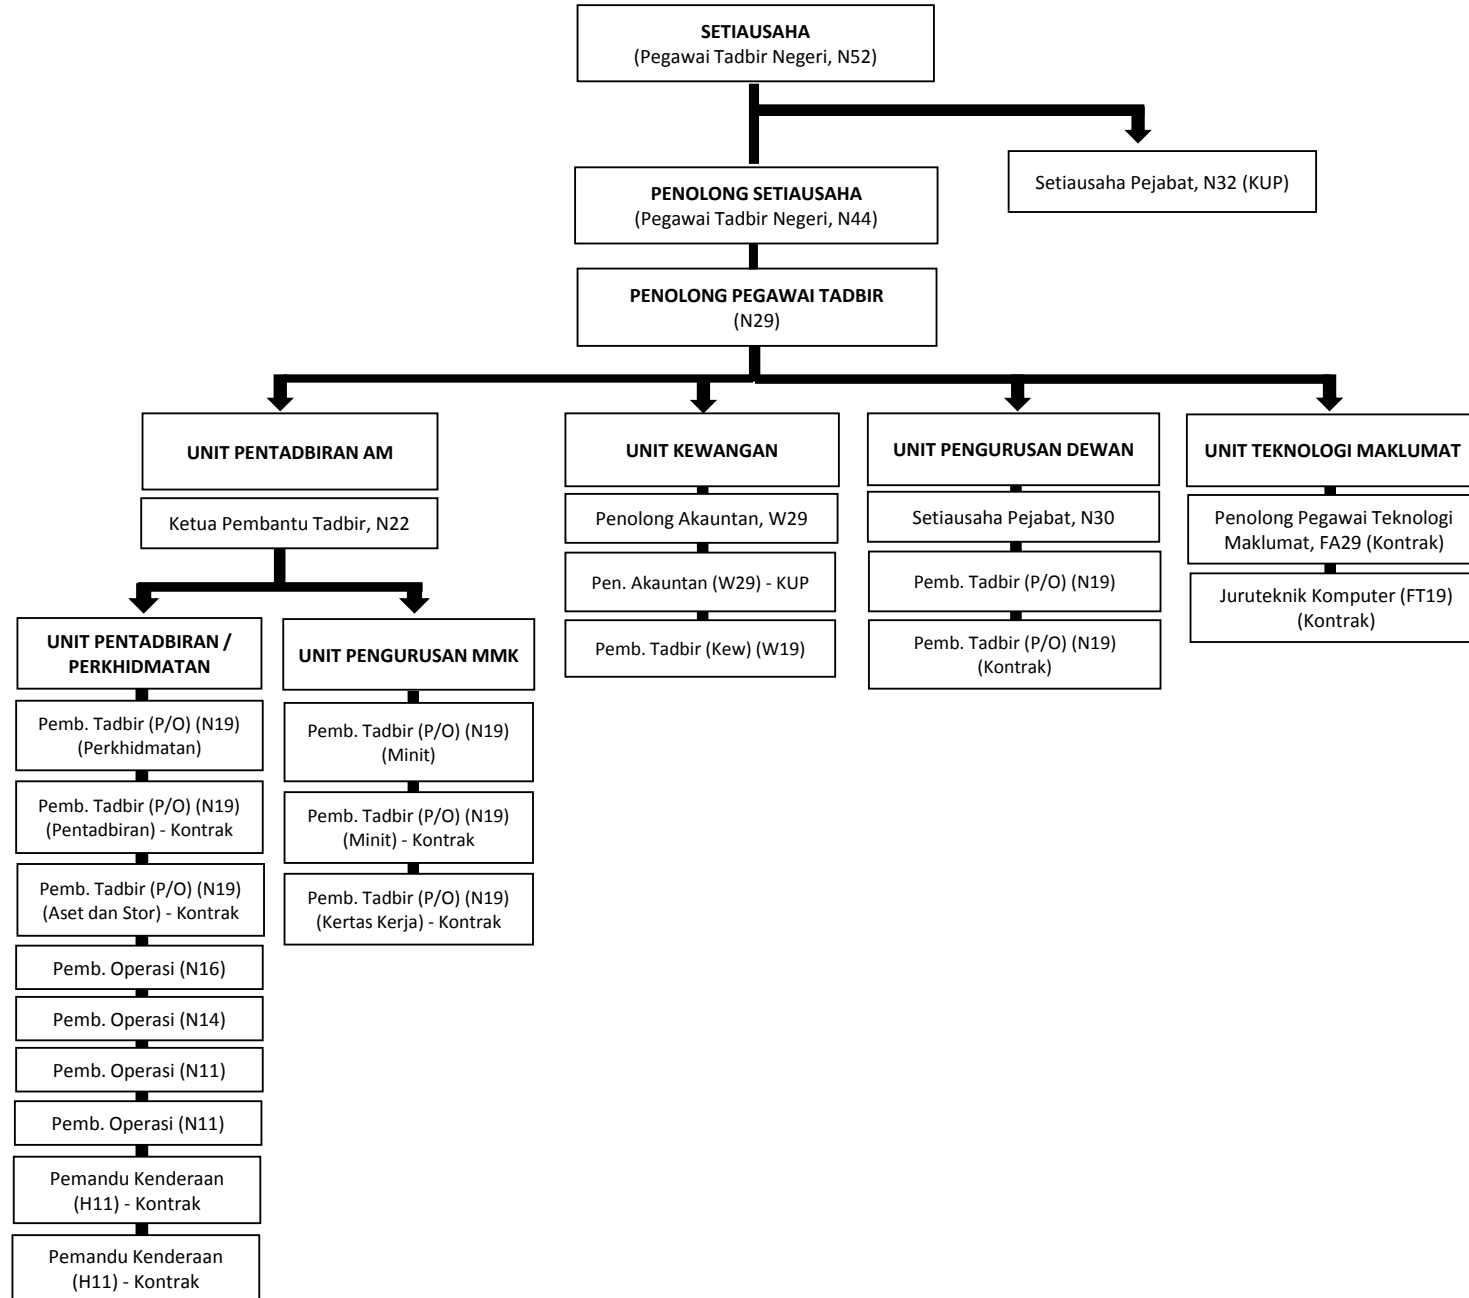 SETIAUSAHA
(Pegawai Tadbir Negeri, N52)
Setiausaha Pejabat, N32 (KUP)
PENOLONG SETIAUSAHA
(Pegawai Tadbir Negeri, N44)
PENOLONG PEGAWAI TADBIR
(N29)
UNIT PENTADBIRAN AM
Ketua Pembantu Tadbir, N22
UNIT PENTADBIRAN /
PERKHIDMATAN
Pemb. Tadbir (P/O) (N19)
(Perkhidmatan)
Pemb. Tadbir (P/O) (N19)
(Pentadbiran) - Kontrak
Pemb. Tadbir (P/O) (N19)
(Aset dan Stor) - Kontrak
Pemb. Operasi (N16)
Pemb. Operasi (N14)
Pemb. Operasi (N11)
Pemb. Operasi (N11)
Pemandu Kenderaan
(H11) - Kontrak
Pemandu Kenderaan
(H11) - Kontrak
UNIT PENGURUSAN MMK
Pemb. Tadbir (P/O) (N19)
(Minit)
Pemb. Tadbir (P/O) (N19)
(Minit) - Kontrak
Pemb. Tadbir (P/O) (N19)
(Kertas Kerja) - Kontrak
UNIT KEWANGAN
Penolong Akauntan, W29
Pen. Akauntan (W29) - KUP
Pemb. Tadbir (Kew) (W19)
UNIT PENGURUSAN DEWAN
Setiausaha Pejabat, N30
Pemb. Tadbir (P/O) (N19)
Pemb. Tadbir (P/O) (N19)
(Kontrak)
UNIT TEKNOLOGI MAKLUMAT
Penolong Pegawai Teknologi
Maklumat, FA29 (Kontrak)
Juruteknik Komputer (FT19)
(Kontrak)